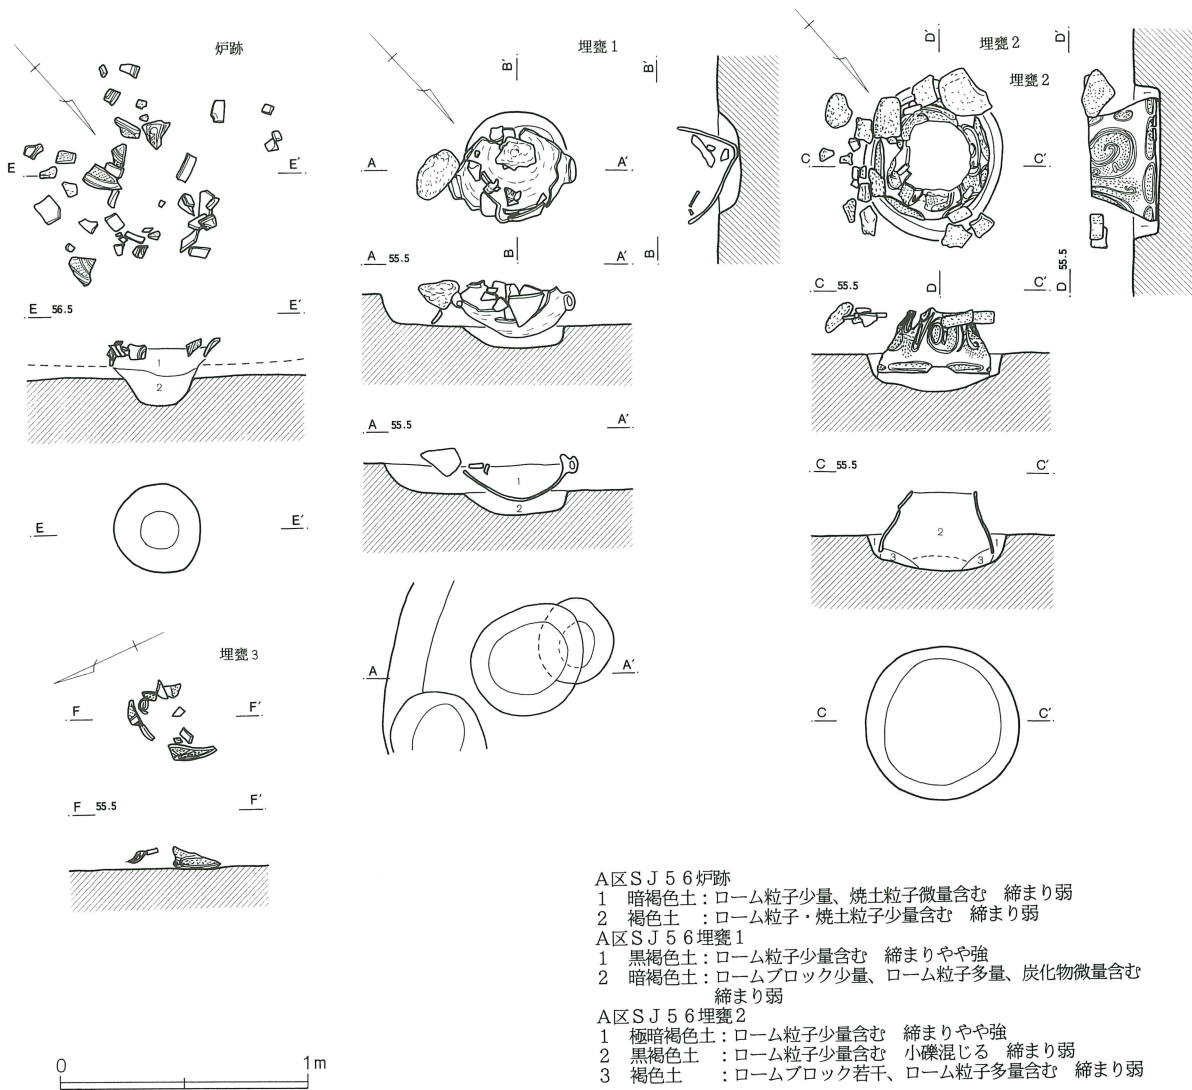 炉跡
E
E′
E 56.5
E′
1
2
E
E′
埋甕3
F
F′
F 55.5
F′
埋甕1
B′
B′
A
A′
B
B
A 55.5
A′
A 55.5
A′
1
2
A
A′
埋甕2
埋甕2
D′
D′
C
C′
1
1
D
D 55.5
C 55.5
C′
C 55.5
C′
1
2
1
3
3
C
C′
A区SJ56炉跡
1 暗褐色土:ローム粒子少量、焼土粒子微量含む 締まり弱
2 褐色土 :ローム粒子・焼土粒子少量含む 締まり弱
A区SJ56埋甕1
1 黒褐色土:ローム粒子少量含む 締まりやや強
2 暗褐色土:ロームブロック少量、ローム粒子多量、炭化物微量含む
締まり弱
A区SJ56埋甕2
1 極暗褐色土:ローム粒子少量含む 締まりやや強
2 黒褐色土 :ローム粒子少量含む 小礫混じる 締まり弱
3 褐色土 :ロームブロック若干、ローム粒子多量含む 締まり弱
0 1m